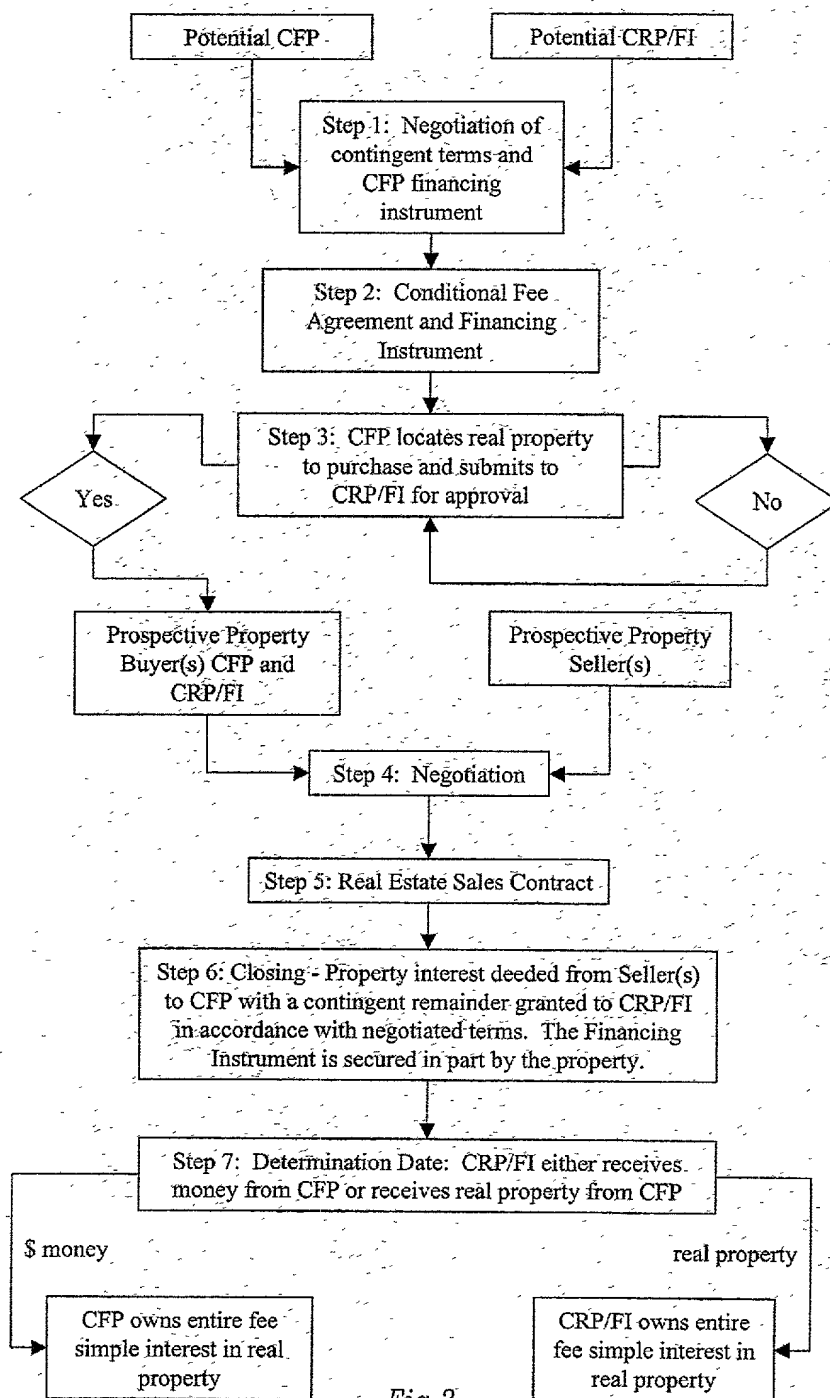 Potential CFP
Potential CRP/FI
Step 1: Negotiation of
contingent terms and
CFP financing
instrument
Step 2: Conditional Fee
Agreement and Financing
Instrument
Step 3: CFP locates real property
to purchase and submits to
CRP/FI for approval
Yes
No
Prospective Property
Buyer(s) CFP and
CRP/FI
Prospective Property
Seller(s)
Step 4: Negotiation
Step 5: Real Estate Sales Contract
Step 6: Closing - Property interest deeded from Seller(s)
to CFP with a contingent remainder granted to CRP/FI
in accordance with negotiated terms. The Financing
Instrument is secured in part by the property.
Step 7: Determination Date: CRP/FI either receives
money from CFP or receives real property from CFP
$ money
real property
CFP owns entire fee
simple interest in real
property
CRP/FI owns entire
fee simple interest in
real property
Fig 2